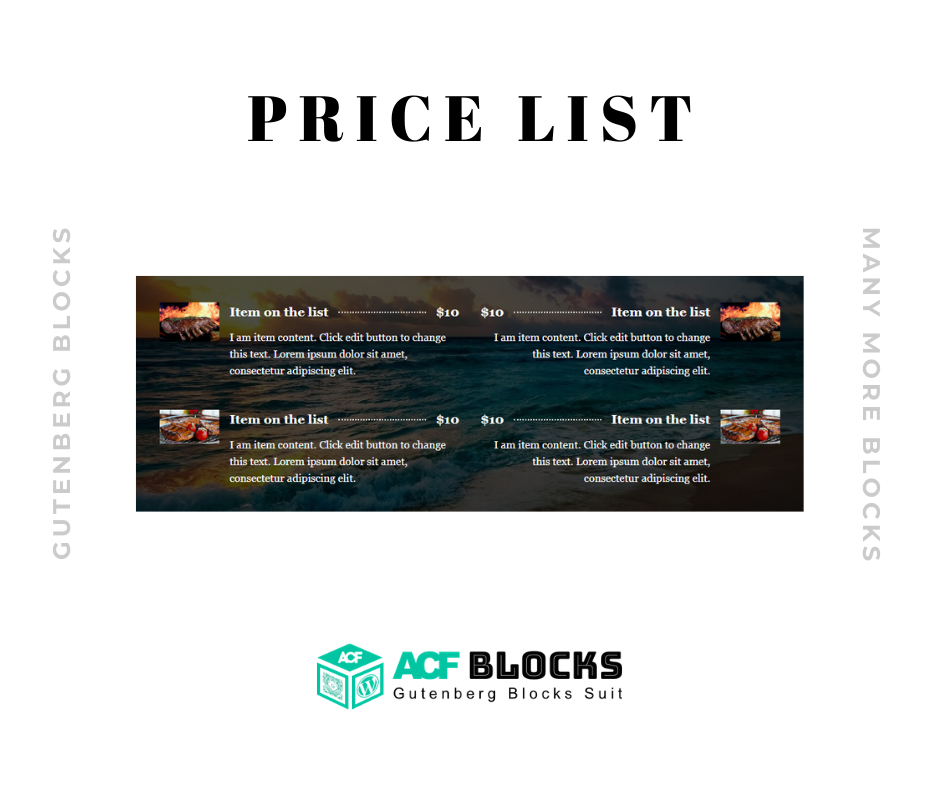 PRICE LIST
GUTENBERG BLOCKS
Item on the list $10
I am item content. Click edit button to change
this text. Lorem ipsum dolor sit amet,
consectetur adipiscing elit.
$10 Item on the list
I am item content. Click edit button to change
this text. Lorem ipsum dolor sit amet,
consectetur adipiscing elit.
Item on the list $10
I am item content. Click edit button to change
this text. Lorem ipsum dolor sit amet,
consectetur adipiscing elit.
$10 Item on the list
I am item content. Click edit button to change
this text. Lorem ipsum dolor sit amet,
consectetur adipiscing elit.
MANY MORE BLOCKS
ACF
ACF BLOCKS
Gutenberg Blocks Suit